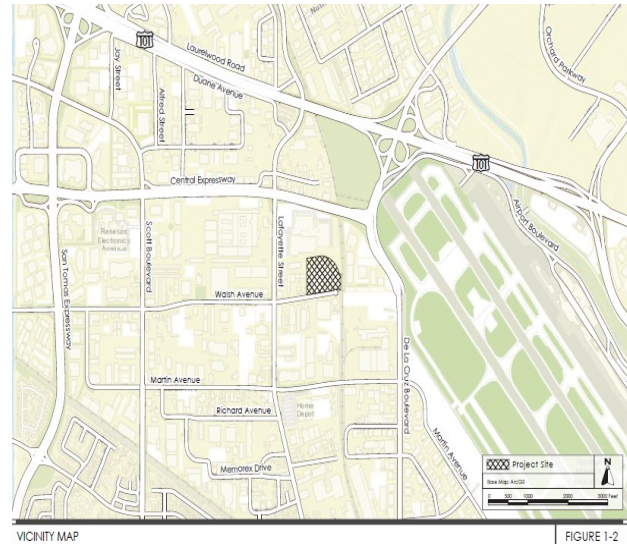 101
Laurelwood Road
Duane Avenue
Joy Street
Alfred Street
Orchard Parkway
101
Central Expressway
Airport Boulevard
Renesas
Electronics
Scott Boulevard
Lafayette Street
San Tomas Expressway
Walsh Avenue
De La Cruz Boulevard
Martin Avenue
Richard Avenue
Home
Depot
Martin Avenue
Memorex Drive
Project Site
N
Base Map: ArcGIS
0 500 1000 2000 3000 Feet
VICINITY MAP
FIGURE 1-2